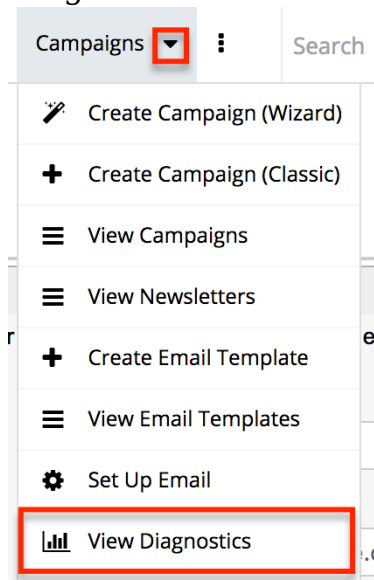 Campaigns Search
Create Campaign (Wizard)
Create Campaign (Classic)
View Campaigns
View Newsletters
r
e
Create Email Template
View Email Templates
Set Up Email
View Diagnostics